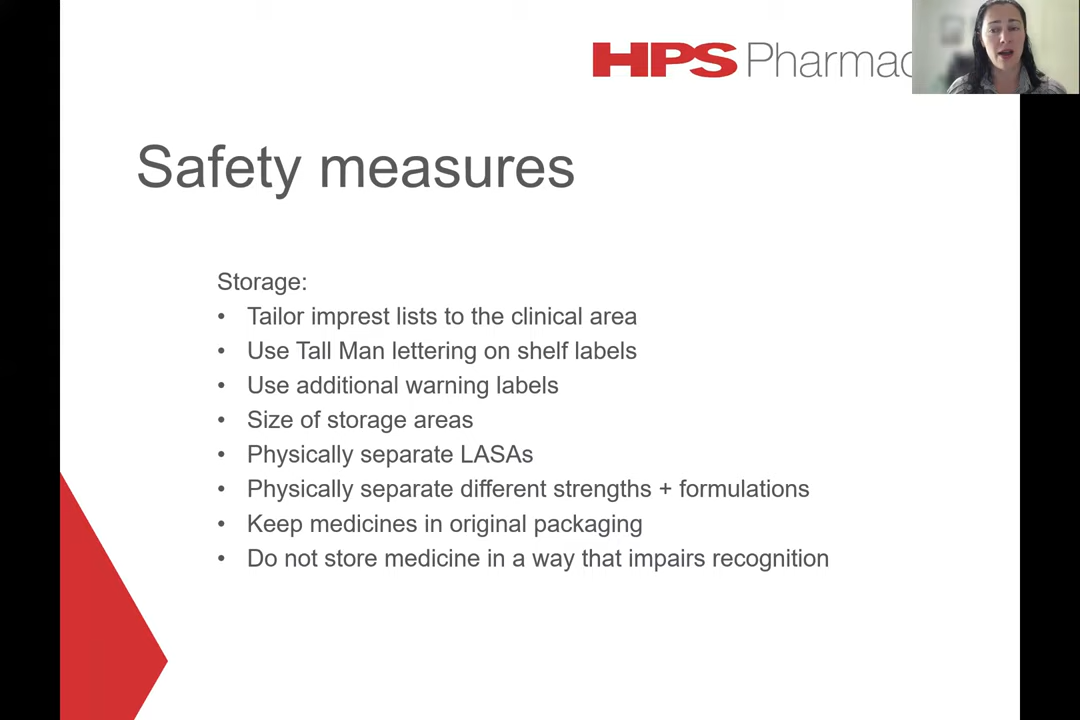 HPS Pharmac
Safety measures
Storage:
• Tailor imprest lists to the clinical area
• Use Tall Man lettering on shelf labels
• Use additional warning labels
• Size of storage areas
• Physically separate LASAs
• Physically separate different strengths + formulations
• Keep medicines in original packaging
• Do not store medicine in a way that impairs recognition